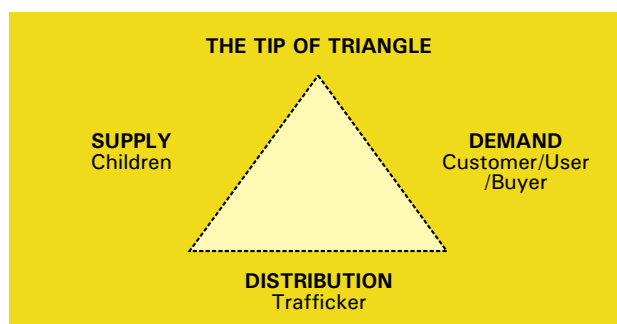 THE TIP OF TRIANGLE
SUPPLY
Children
DEMAND
Customer/User
/Buyer
DISTRIBUTION
Trafficker